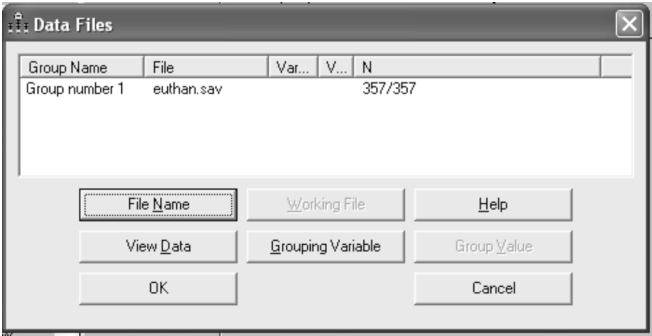 Data Files
Group Name File Var... V... N
Group number 1 euthan.sav 357/357
File Name Working File Help
View Data Grouping Variable Group Value
OK Cancel